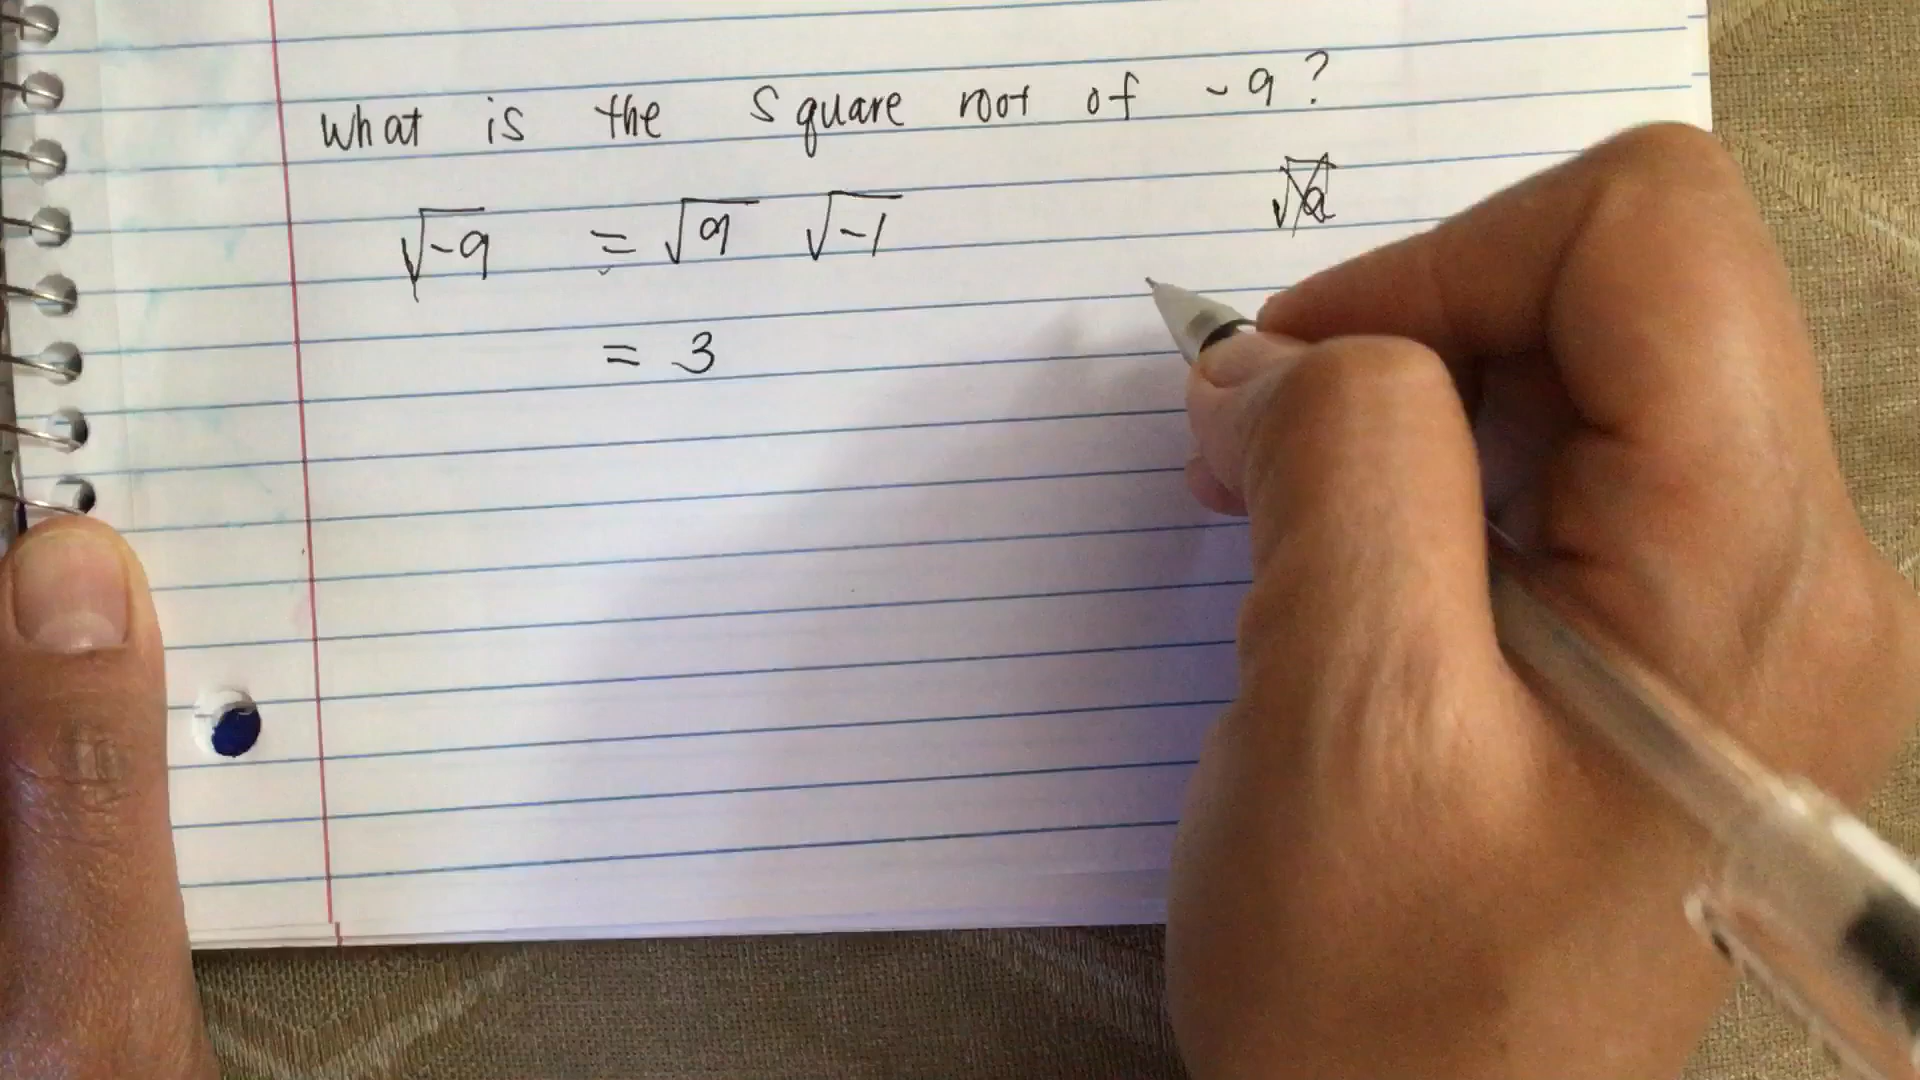 What is the Square root of -9?
√-9 = √9 √-1
= 3